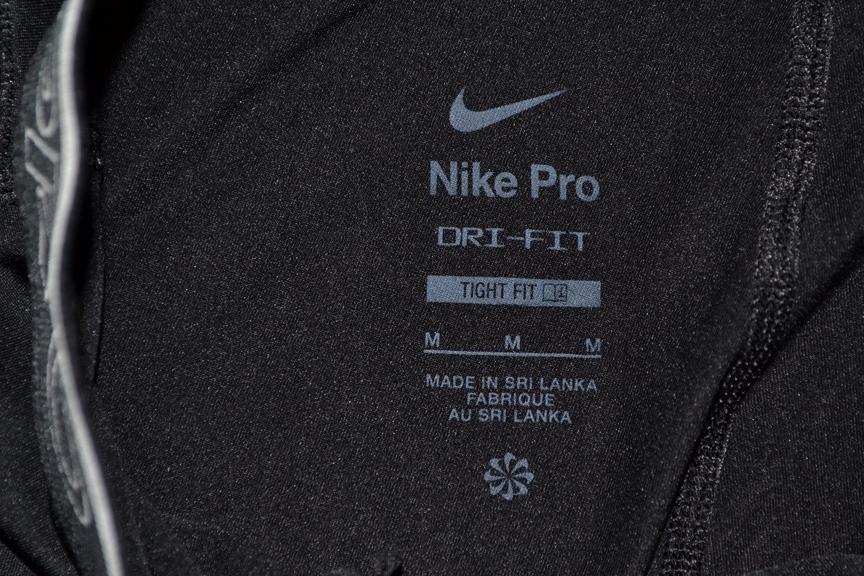 Nike Pro
DRI-FIT
TIGHT FIT
M M M
MADE IN SRI LANKA
FABRIQUE
AU SRI LANKA